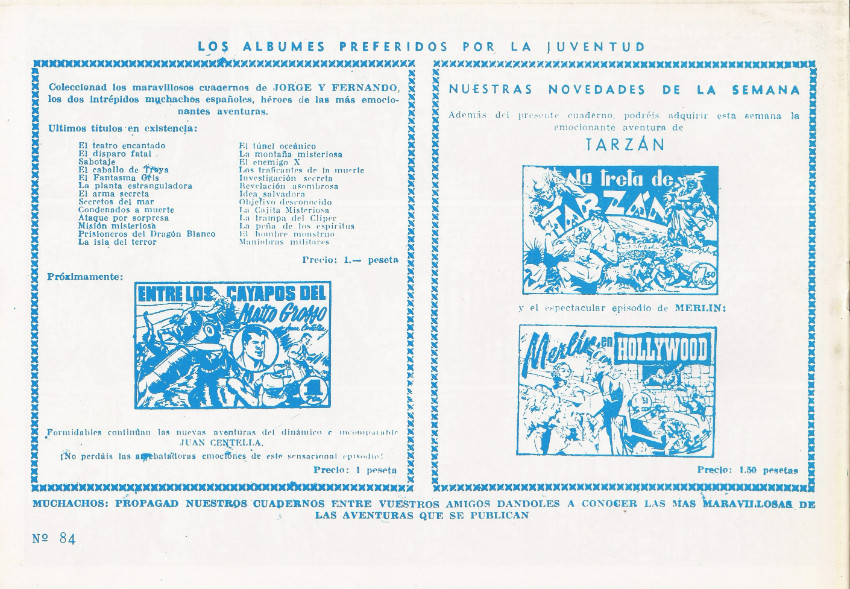 LOS ALBUMES PREFERIDOS POR LA JUVENTUD
Coleccionad los maravillosos cuadernos de JORGE Y FERNANDO,
los dos intrépidos muchachos españoles, héroes de las más emocio-
nantes aventuras.
Ultimos títulos en existencia:
El teatro encantado
El disparo fatal
Sabotaje
El caballo de Troya
El Fantasma Gris
La planta estranguladora
El arma secreta
Secretos del mar
Condenados a muerte
Ataque por sorpresa
Misión misteriosa
Prisioneros del Dragón Blanco
La isla del terror
El túnel oceánico
La montaña misteriosa
El enemigo X
Los traficantes de la muerte
Investigación secreta
Revelación asombrosa
Idea salvadora
Objetivo desconocido
La Cajita Misteriosa
La trampa del Cliper
La peña de los espíritus
El hombre monstruo
Maniobras militares
Precio: 1.— peseta
Próximamente:
ENTRE LOS CAYAPOS DEL
Matto Grosso
Juan Centella
1
Formidables continúan las nuevas aventuras del dinámico e incomparable
JUAN CENTELLA.
¡No perdáis las arrebatadoras emociones de este sensacional episodio!
Precio: 1 peseta
NUESTRAS NOVEDADES DE LA SEMANA
Además del presente cuaderno, podréis adquirir esta semana la
emocionante aventura de
TARZÁN
la treta de
TARZAN
1.50
y el espectacular episodio de MERLIN:
Merlín en HOLLYWOOD
Precio: 1.50 pesetas
MUCHACHOS: PROPAGAD NUESTROS CUADERNOS ENTRE VUESTROS AMIGOS DANDOLES A CONOCER LAS MAS MARAVILLOSAS DE
LAS AVENTURAS QUE SE PUBLICAN
Nº 84